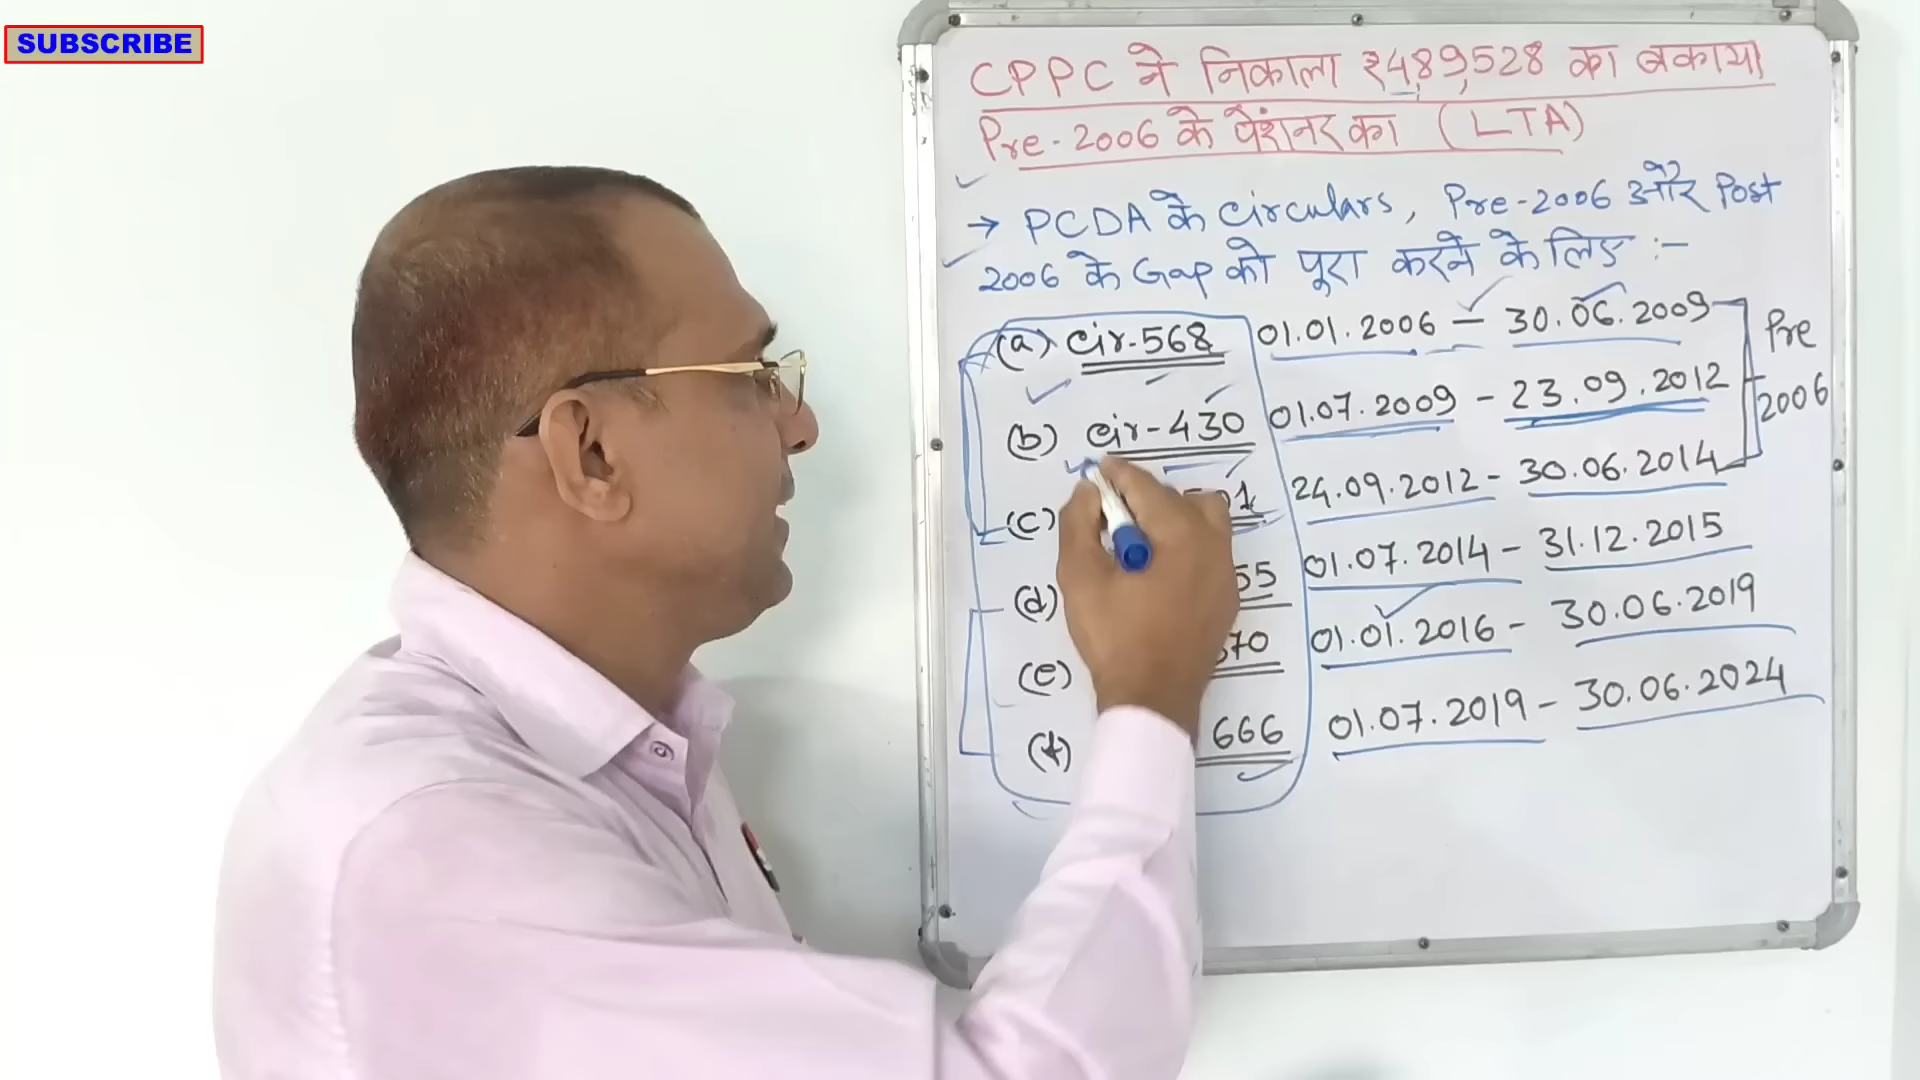 SUBSCRIBE
CPPC ने निकाला ₹489,528 का बकाया
Pre-2006 के पेंशनर का (LTA)
→ PCDA के circulars, Pre-2006 और Post
2006 के Gap को पूरा करने के लिए :-
(a) Cir-568 01.01.2006 - 30.06.2009
(b) Cir-430 01.07.2009 - 23.09.2012
(c) 501 24.09.2012 - 30.06.2014
(d) 55 01.07.2014 - 31.12.2015
(e) 570 01.01.2016 - 30.06.2019
(f) 666 01.07.2019 - 30.06.2024
Pre
2006